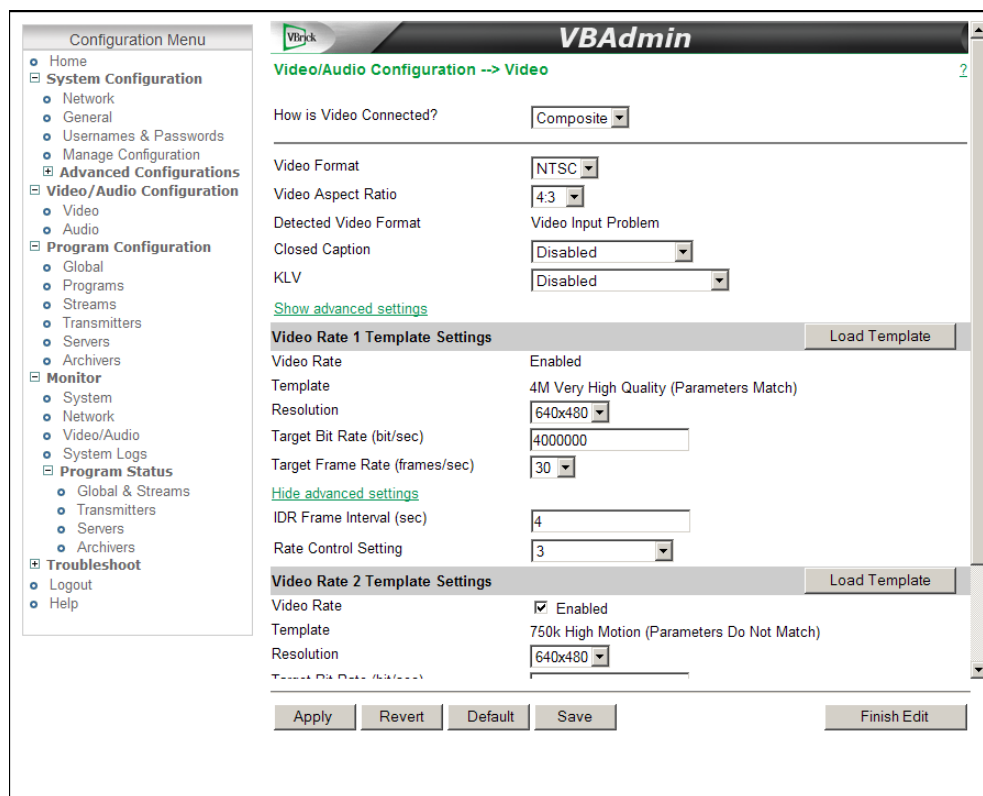 Configuration Menu
Home
System Configuration
Network
General
Usernames & Passwords
Manage Configuration
Advanced Configurations
Video/Audio Configuration
Video
Audio
Program Configuration
Global
Programs
Streams
Transmitters
Servers
Archivers
Monitor
System
Network
Video/Audio
System Logs
Program Status
Global & Streams
Transmitters
Servers
Archivers
Troubleshoot
Logout
Help
VBrick
VBAdmin
Video/Audio Configuration --> Video ?
How is Video Connected? Composite
Video Format NTSC
Video Aspect Ratio 4:3
Detected Video Format Video Input Problem
Closed Caption Disabled
KLV Disabled
Show advanced settings
Video Rate 1 Template Settings Load Template
Video Rate Enabled
Template 4M Very High Quality (Parameters Match)
Resolution 640x480
Target Bit Rate (bit/sec) 4000000
Target Frame Rate (frames/sec) 30
Hide advanced settings
IDR Frame Interval (sec) 4
Rate Control Setting 3
Video Rate 2 Template Settings Load Template
Video Rate Enabled
Template 750k High Motion (Parameters Do Not Match)
Resolution 640x480
Target Bit Rate (bit/sec)
Apply Revert Default Save Finish Edit